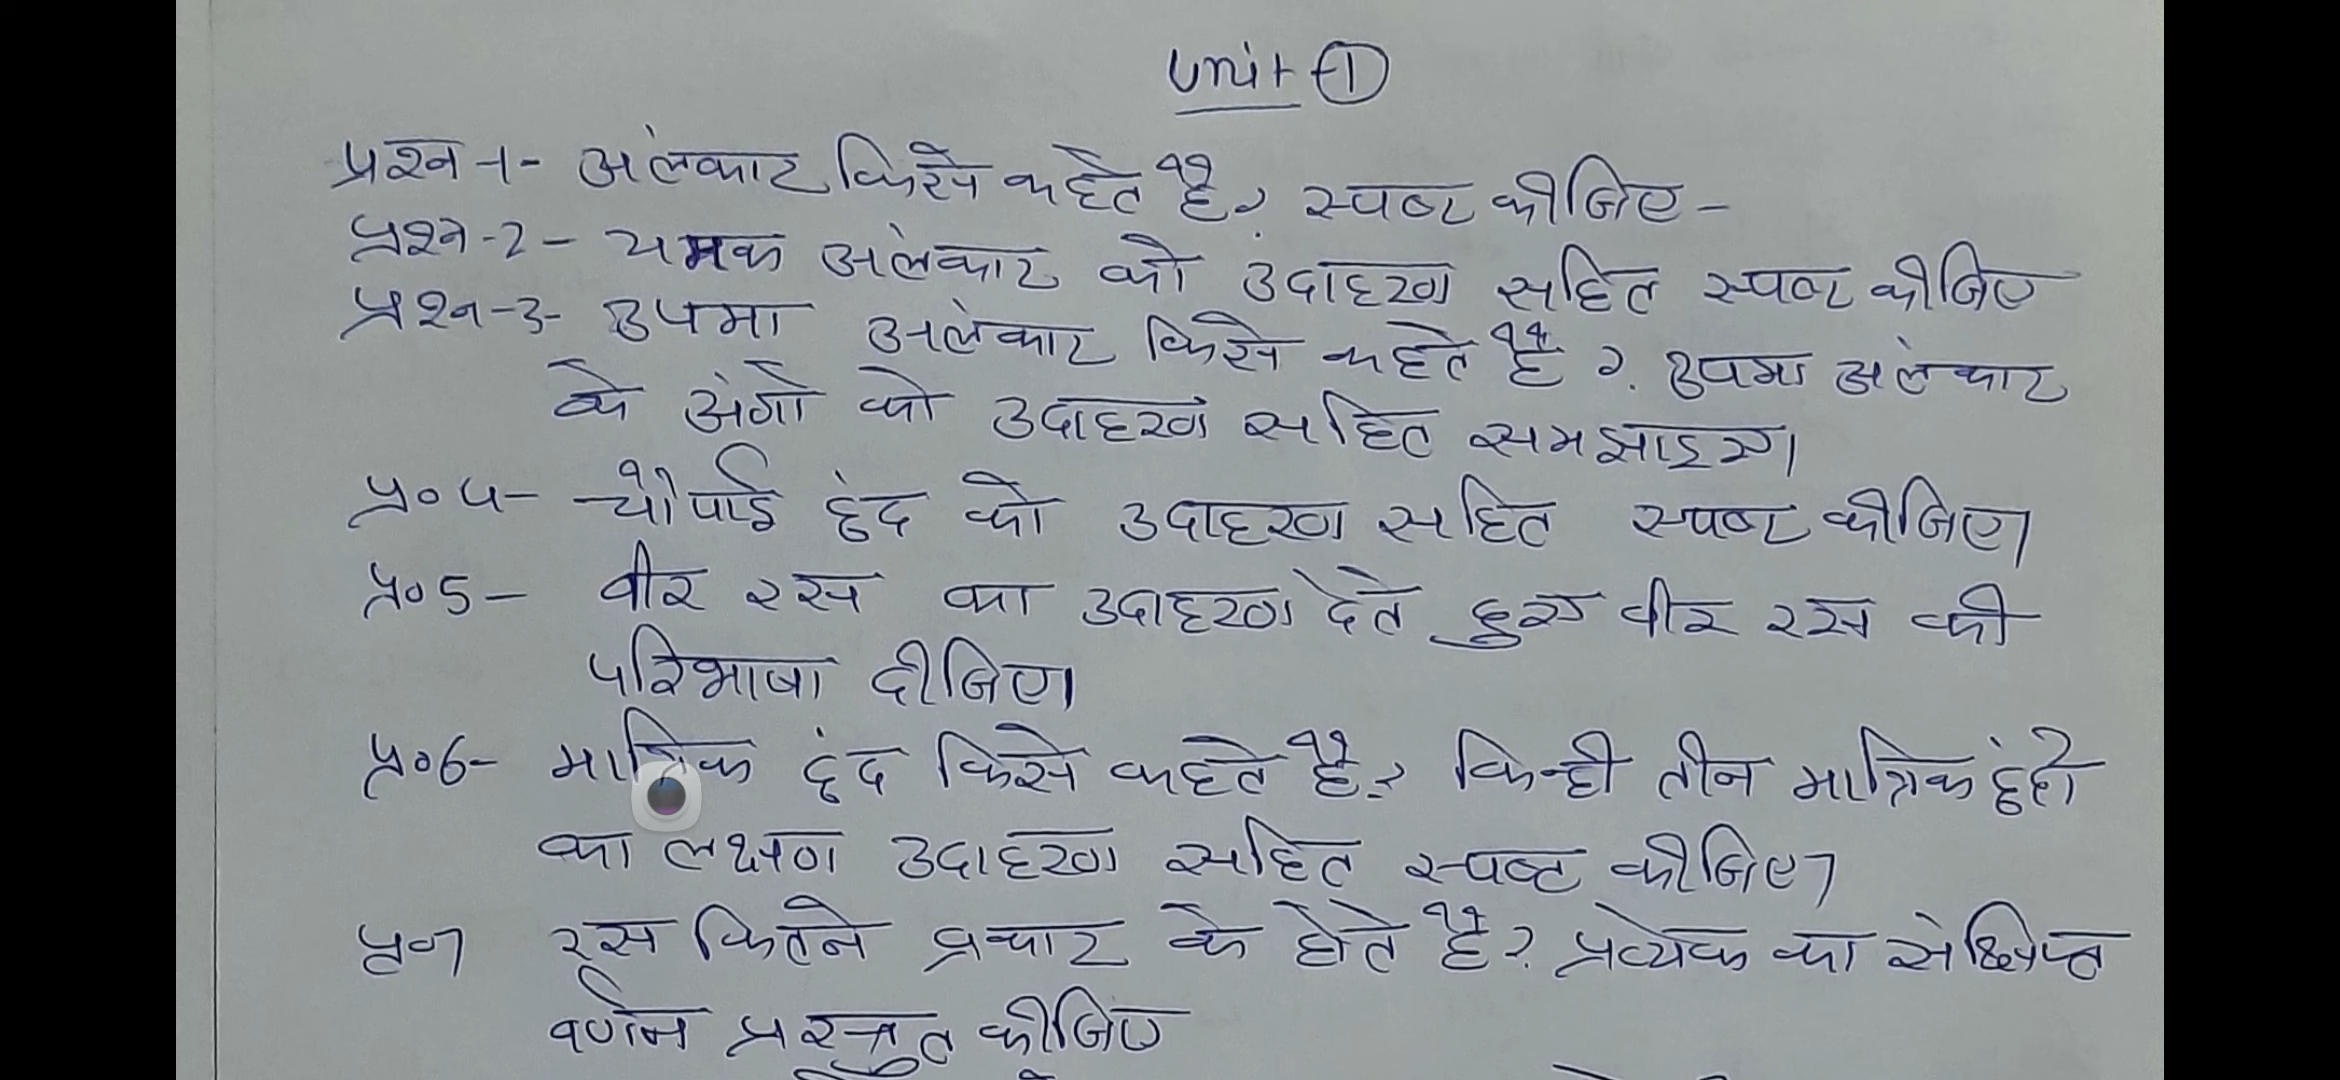 Unit-1
प्रश्न-1- अलंकार किसे कहते हैं? स्पष्ट कीजिए-
प्रश्न-2- यमक अलंकार को उदाहरण सहित स्पष्ट कीजिए
प्रश्न-3- उपमा अलंकार किसे कहते हैं? उपमा अलंकार
के अंगो को उदाहरण सहित समझाइए।
प्र०4- चौपाई छंद को उदाहरण सहित स्पष्ट कीजिए।
प्र०5- वीर रस का उदाहरण देते हुए वीर रस की
परिभाषा दीजिए।
प्र०6- मात्रिक छंद किसे कहते हैं? किन्ही तीन मात्रिक छंदो
का लक्षण उदाहरण सहित स्पष्ट कीजिए।
प्र०7 रस कितने प्रकार के होते हैं? प्रत्येक का संक्षिप्त
वर्णन प्रस्तुत कीजिए